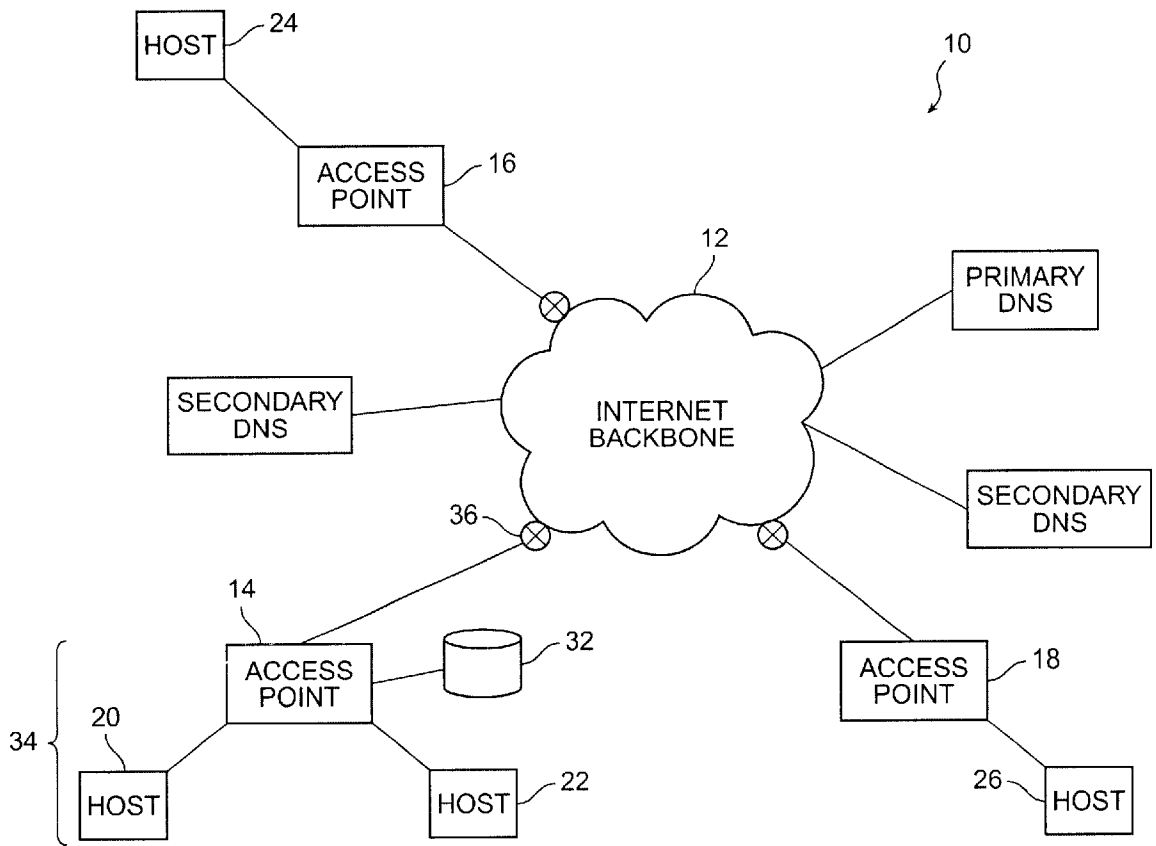 HOST
24
10
ACCESS
POINT
16
12
PRIMARY
DNS
SECONDARY
DNS
INTERNET
BACKBONE
SECONDARY
DNS
36
14
ACCESS
POINT
32
ACCESS
POINT
18
34
20
HOST
HOST
22
26
HOST